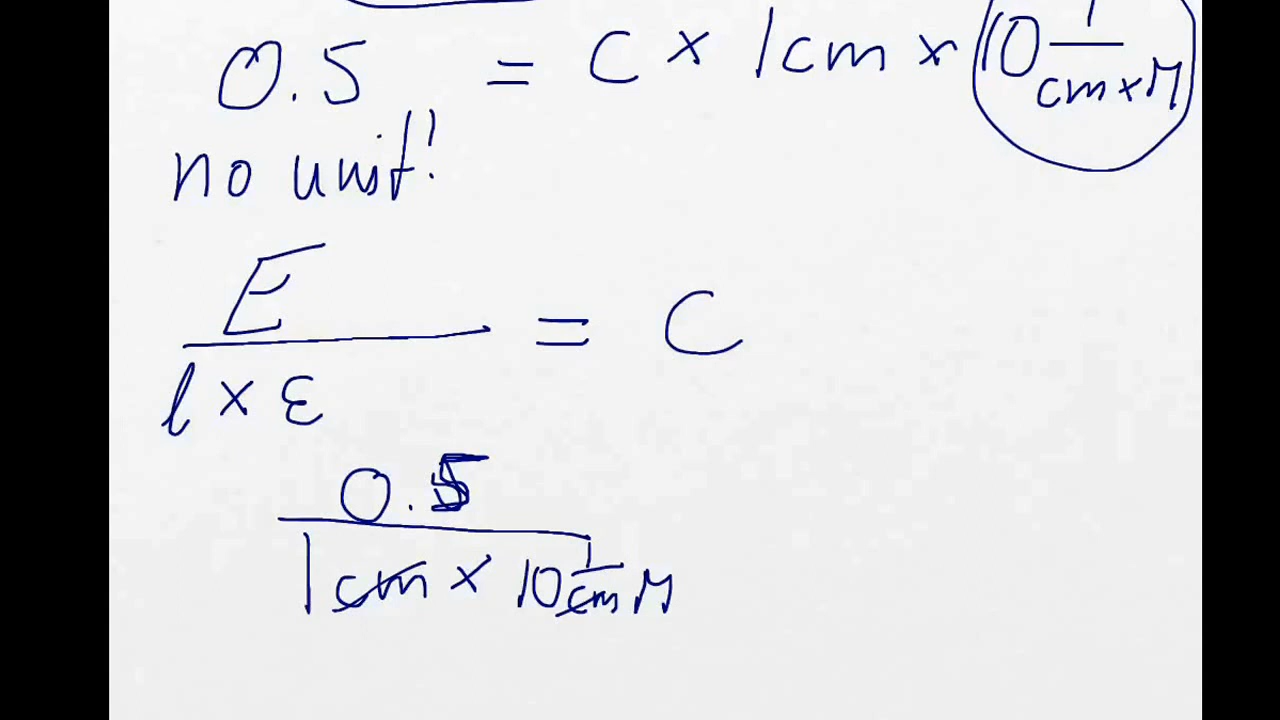 0.5 = C × 1cm × 10 1/cm×M
no unit!
E/l × ε = C
0.5/1cm × 10 1/cm M